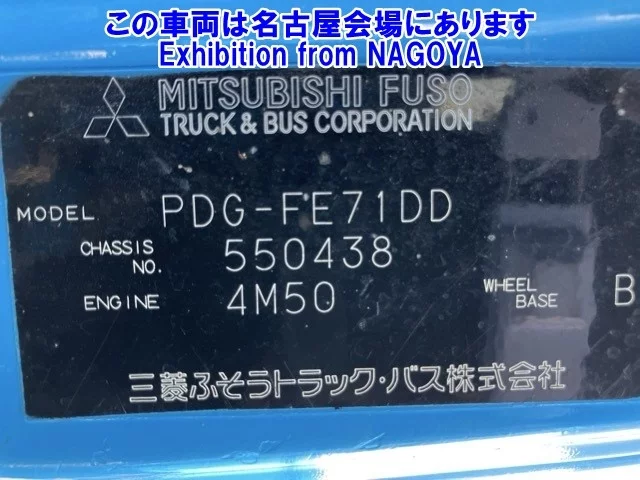 この車両は名古屋会場にあります
Exhibition from NAGOYA
MITSUBISHI FUSO
TRUCK & BUS CORPORATION
MODEL PDG-FE71DD
CHASSIS NO. 550438
ENGINE 4M50 WHEEL BASE B
三菱ふそうトラック・バス株式会社